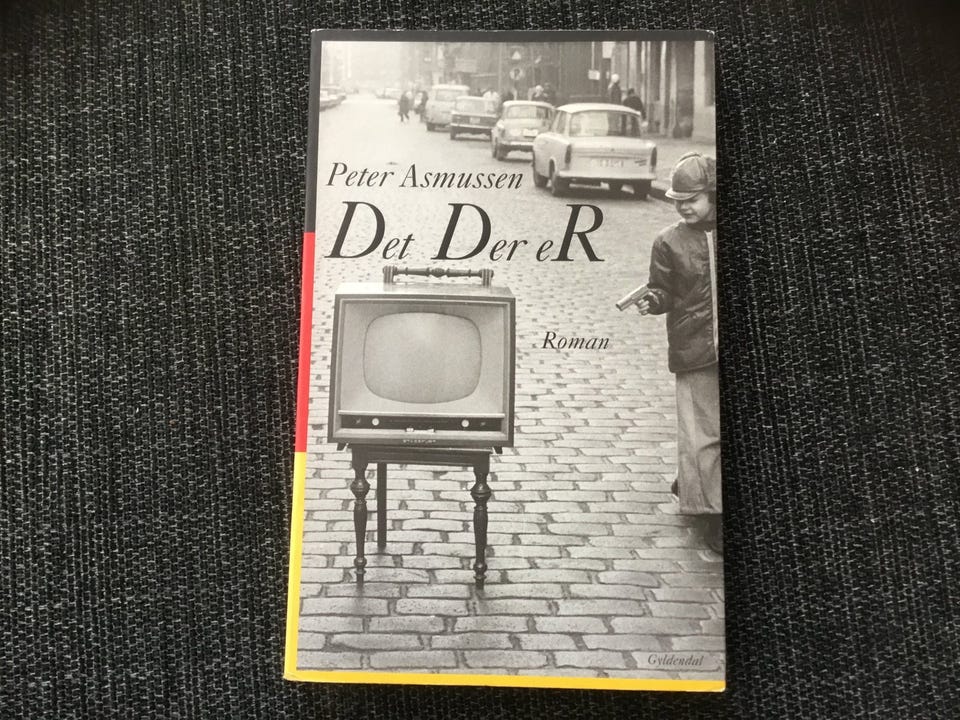 Peter Asmussen
Det Der eR
Roman
Gyldendal